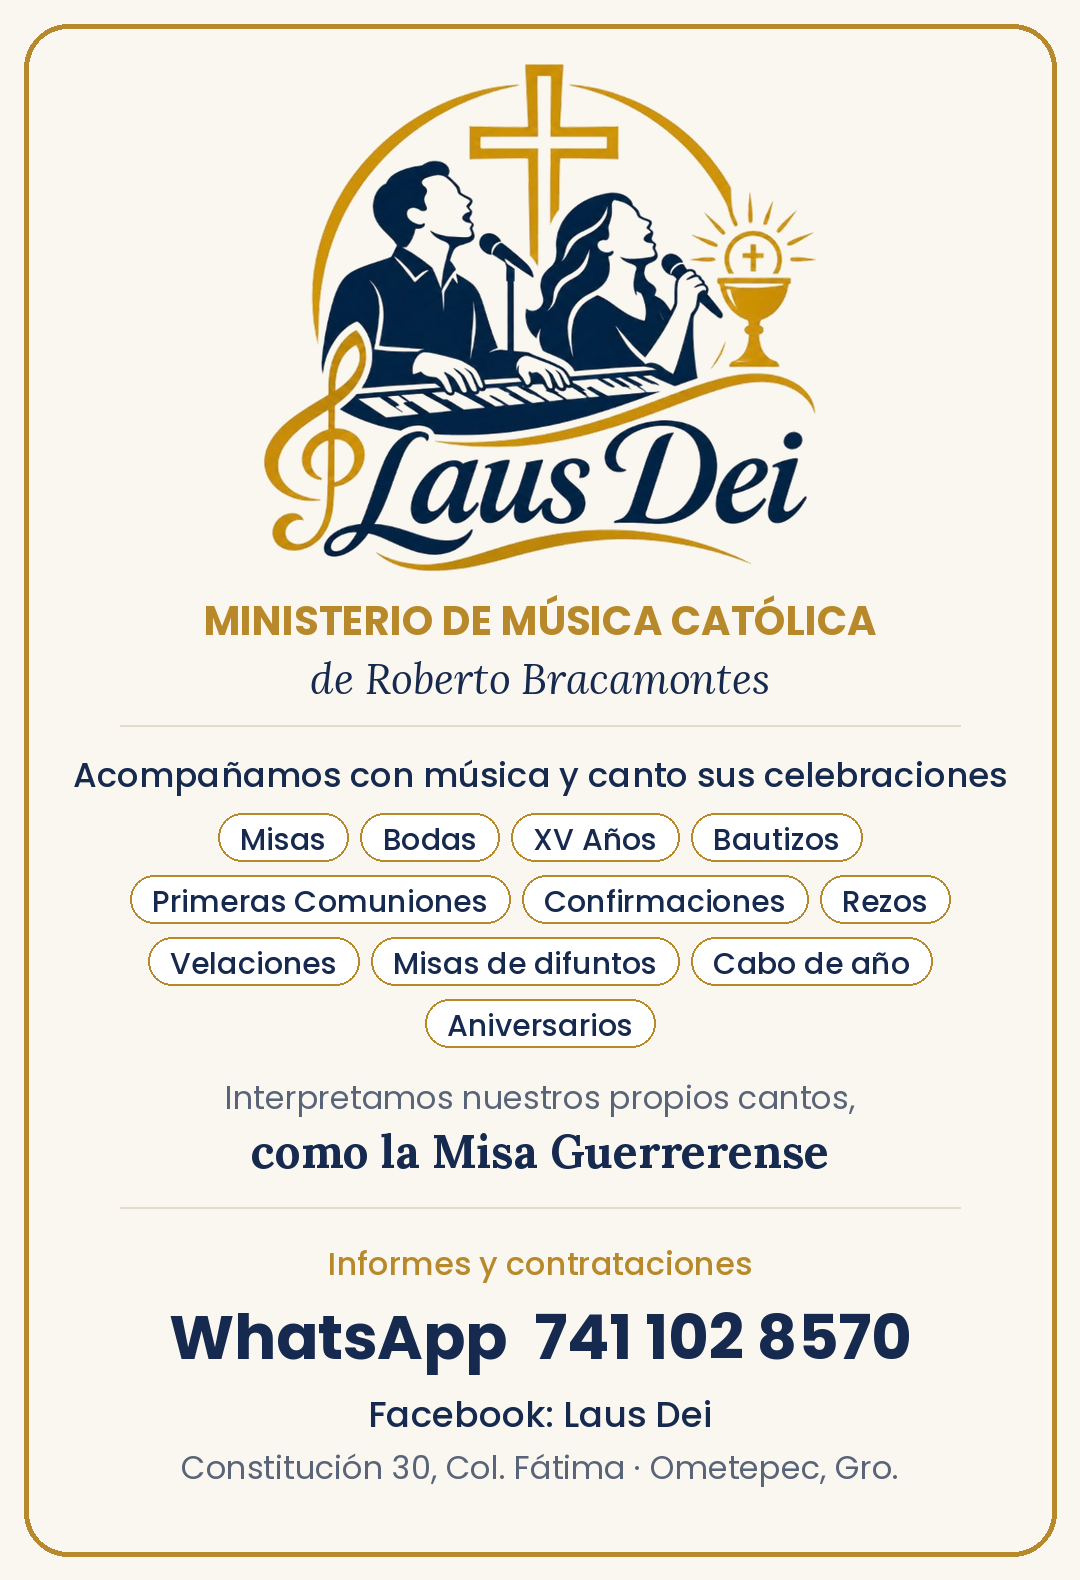 Laus Dei
MINISTERIO DE MÚSICA CATÓLICA
de Roberto Bracamontes
Acompañamos con música y canto sus celebraciones
Misas Bodas XV Años Bautizos
Primeras Comuniones Confirmaciones Rezos
Velaciones Misas de difuntos Cabo de año
Aniversarios
Interpretamos nuestros propios cantos,
como la Misa Guerrerense
Informes y contrataciones
WhatsApp 741 102 8570
Facebook: Laus Dei
Constitución 30, Col. Fátima · Ometepec, Gro.